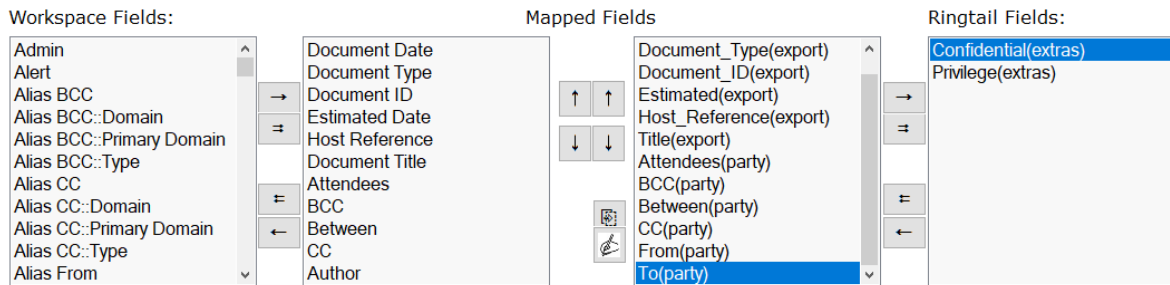 Workspace Fields:
Mapped Fields
Ringtail Fields:
Admin
Alert
Alias BCC
Alias BCC::Domain
Alias BCC::Primary Domain
Alias BCC::Type
Alias CC
Alias CC::Domain
Alias CC::Primary Domain
Alias CC::Type
Alias From
Document Date
Document Type
Document ID
Estimated Date
Host Reference
Document Title
Attendees
BCC
Between
CC
Author
Document_Type(export)
Document_ID(export)
Estimated(export)
Host_Reference(export)
Title(export)
Attendees(party)
BCC(party)
Between(party)
CC(party)
From(party)
To(party)
Confidential(extras)
Privilege(extras)